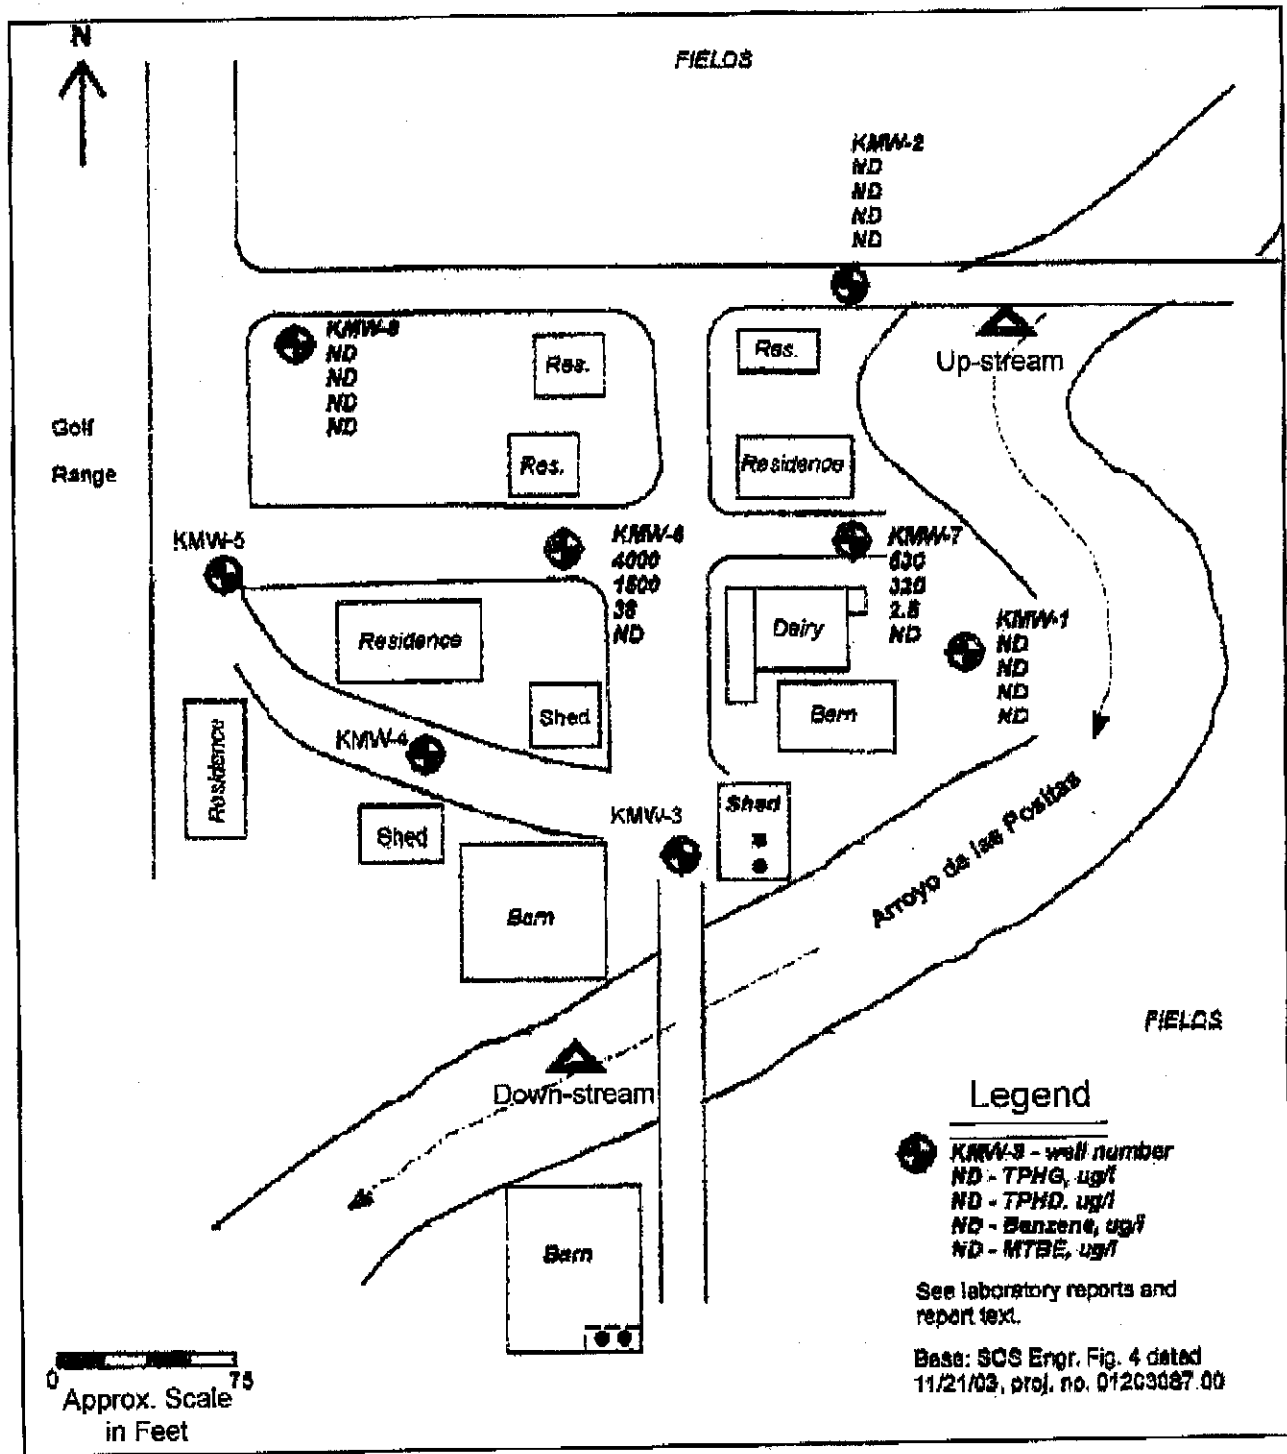 N
FIELDS
KMW-2
ND
ND
ND
ND
KMW-8
ND
ND
ND
ND
Res.
Res.
Up-stream
Golf
Range
Res.
Residence
KMW-5
KMW-6
4000
1500
38
ND
KMW-7
630
320
2.8
ND
Residence
Dairy
KMW-1
ND
ND
ND
ND
Shed
Barn
Residence
KMW-4
Shed
KMW-3
Shed
Arroyo de las Positas
Barn
FIELDS
Down-stream
Legend
KMW-8 - well number
ND - TPHG, ug/l
ND - TPHD, ug/l
ND - Benzene, ug/l
ND - MTBE, ug/l
Barn
See laboratory reports and
report text.
Base: SCS Engr. Fig. 4 dated
11/21/03, proj. no. 01203087.00
0 75
Approx. Scale
in Feet